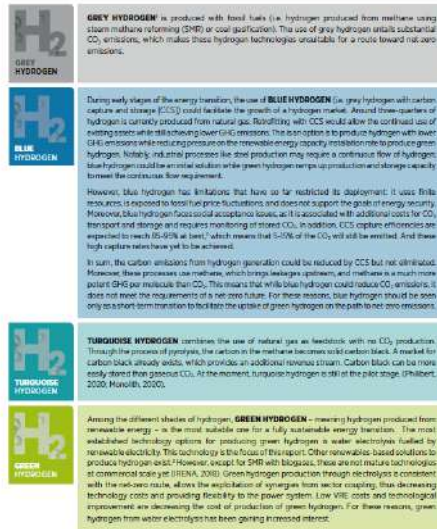 H2
GREY
HYDROGEN
GREY HYDROGEN¹ is produced with fossil fuels (i.e. hydrogen produced from methane using
steam methane reforming (SMR) or coal gasification). The use of grey hydrogen entails substantial
CO₂ emissions, which makes these hydrogen technologies unsuitable for a route toward net-zero
emissions.
H2
BLUE
HYDROGEN
During early stages of the energy transition, the use of BLUE HYDROGEN (i.e. grey hydrogen with carbon
capture and storage [CCS]) could facilitate the growth of a hydrogen market. Around three-quarters of
hydrogen is currently produced from natural gas. Retrofitting with CCS would allow the continued use of
existing assets while still achieving lower GHG emissions. This is an option is to produce hydrogen with lower
GHG emissions while reducing pressure on the renewable energy capacity installation rate to produce green
hydrogen. Notably, industrial processes like steel production may require a continuous flow of hydrogen;
blue hydrogen could be an initial solution while green hydrogen ramps up production and storage capacity
to meet the continuous flow requirement.
However, blue hydrogen has limitations that have so far restricted its deployment: it uses finite
resources, is exposed to fossil fuel price fluctuations, and does not support the goals of energy security.
Moreover, blue hydrogen faces social acceptance issues, as it is associated with additional costs for CO₂
transport and storage and requires monitoring of stored CO₂. In addition, CCS capture efficiencies are
expected to reach 85-95% at best,² which means that 5-15% of the CO₂ will still be emitted. And these
high capture rates have yet to be achieved.
In sum, the carbon emissions from hydrogen generation could be reduced by CCS but not eliminated.
Moreover, these processes use methane, which brings leakages upstream, and methane is a much more
potent GHG per molecule than CO₂. This means that while blue hydrogen could reduce CO₂ emissions, it
does not meet the requirements of a net-zero future. For these reasons, blue hydrogen should be seen
only as a short-term transition to facilitate the uptake of green hydrogen on the path to net-zero emissions.
H2
TURQUOISE
HYDROGEN
TURQUOISE HYDROGEN combines the use of natural gas as feedstock with no CO₂ production.
Through the process of pyrolysis, the carbon in the methane becomes solid carbon black. A market for
carbon black already exists, which provides an additional revenue stream. Carbon black can be more
easily stored than gaseous CO₂. At the moment, turquoise hydrogen is still at the pilot stage. (Philibert,
2020; Monolith, 2020).
H2
GREEN
HYDROGEN
Among the different shades of hydrogen, GREEN HYDROGEN – meaning hydrogen produced from
renewable energy – is the most suitable one for a fully sustainable energy transition. The most
established technology options for producing green hydrogen is water electrolysis fuelled by
renewable electricity. This technology is the focus of this report. Other renewables-based solutions to
produce hydrogen exist.³ However, except for SMR with biogases, these are not mature technologies
at commercial scale yet (IRENA, 2018). Green hydrogen production through electrolysis is consistent
with the net-zero route, allows the exploitation of synergies from sector coupling, thus decreasing
technology costs and providing flexibility to the power system. Low VRE costs and technological
improvement are decreasing the cost of production of green hydrogen. For these reasons, green
hydrogen from water electrolysis has been gaining increased interest.